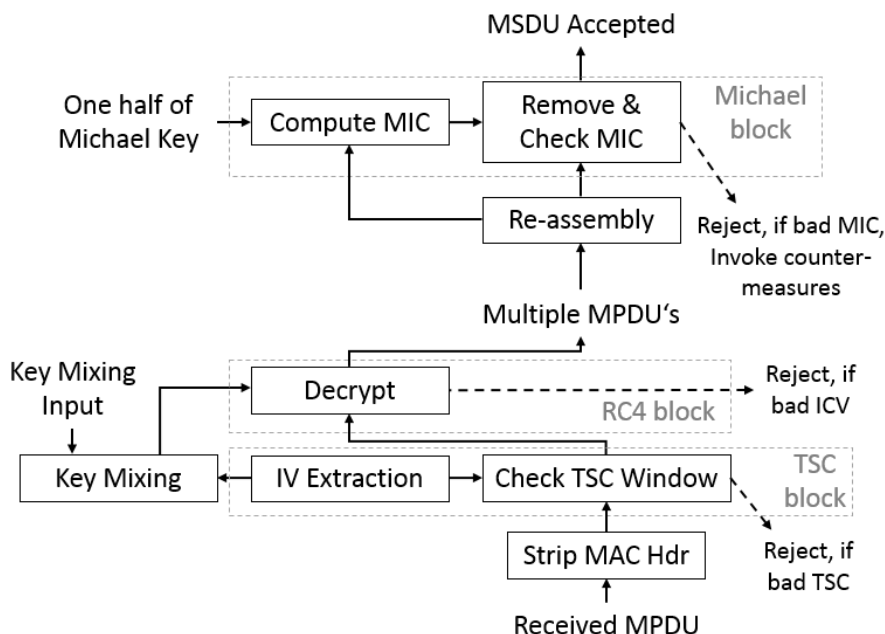 MSDU Accepted
One half of
Michael Key
Compute MIC
Remove &
Check MIC
Michael
block
Re-assembly
Reject, if bad MIC,
Invoke counter-
measures
Multiple MPDU‘s
Key Mixing
Input
Decrypt
RC4 block
Reject, if
bad ICV
Key Mixing
IV Extraction
Check TSC Window
TSC
block
Strip MAC Hdr
Reject, if
bad TSC
Received MPDU